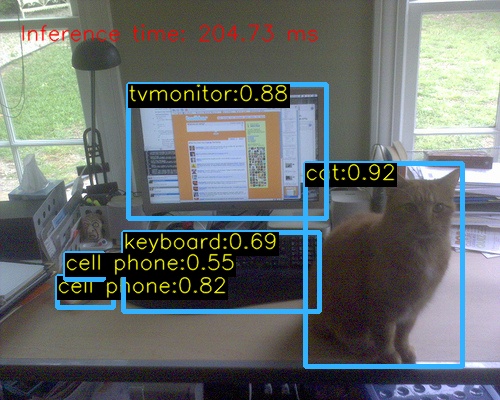 Inference time: 204.73 ms
tvmonitor:0.88
cat:0.92
keyboard:0.69
cell phone:0.55
cell phone:0.82